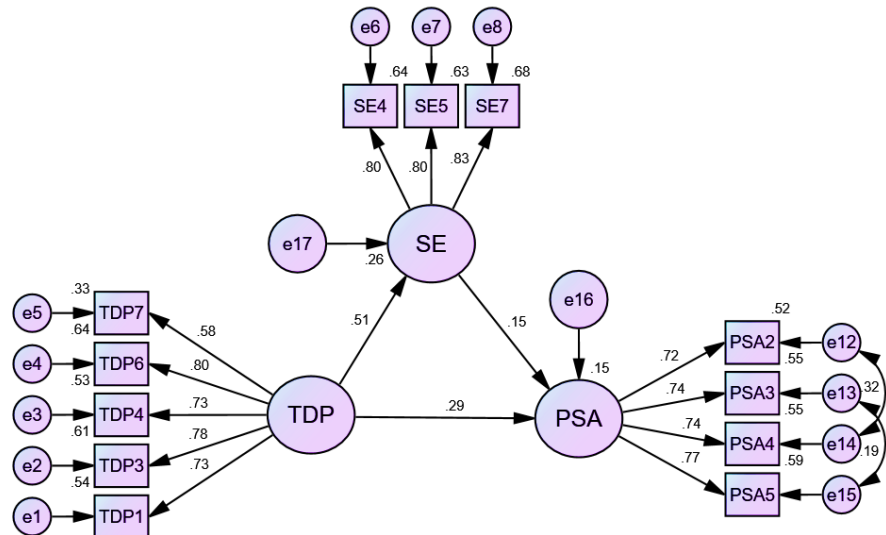 e6 e7 e8
.64 .63 .68
SE4 SE5 SE7
.80 .80 .83
e17 SE
.26
e16
.33 .52
e5 TDP7 .51 .15 PSA2 e12
.64 .58 .72 .55
e4 TDP6 .80 .15 .74 PSA3 e13 .32
.53 .55
e3 TDP4 .73 TDP .29 PSA .74 PSA4 e14
.61 .78 .77 .59 .19
e2 TDP3 .73 PSA5 e15
.54
e1 TDP1